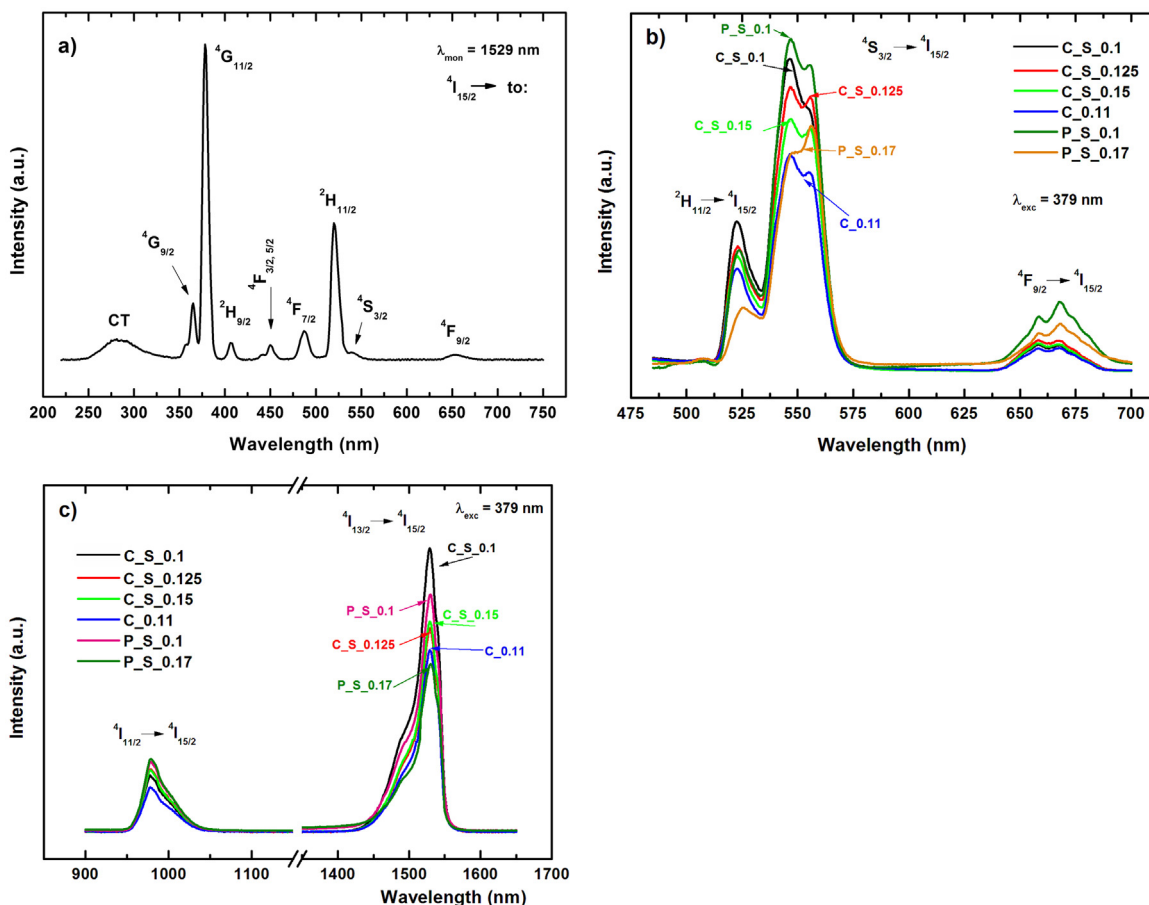 a)
λmon = 1529 nm
4I15/2 → to:
4G11/2
4G9/2
2H11/2
CT
2H9/2
4F3/2, 5/2
4F7/2
4S3/2
4F9/2
Intensity (a.u.)
200 250 300 350 400 450 500 550 600 650 700 750
Wavelength (nm)
b)
P_S_0.1
C_S_0.1
4S3/2 → 4I15/2
C_S_0.125
C_S_0.15
P_S_0.17
C_0.11
C_S_0.1
C_S_0.125
C_S_0.15
C_0.11
P_S_0.1
P_S_0.17
2H11/2 → 4I15/2
λexc = 379 nm
4F9/2 → 4I15/2
Intensity (a.u.)
475 500 525 550 575 600 625 650 675 700
Wavelength (nm)
c)
4I13/2 → 4I15/2
λexc = 379 nm
C_S_0.1
C_S_0.125
C_S_0.15
C_0.11
P_S_0.1
P_S_0.17
C_S_0.1
P_S_0.1
C_S_0.15
C_S_0.125
C_0.11
P_S_0.17
4I11/2 → 4I15/2
Intensity (a.u.)
900 1000 1100 1400 1500 1600 1700
Wavelength (nm)